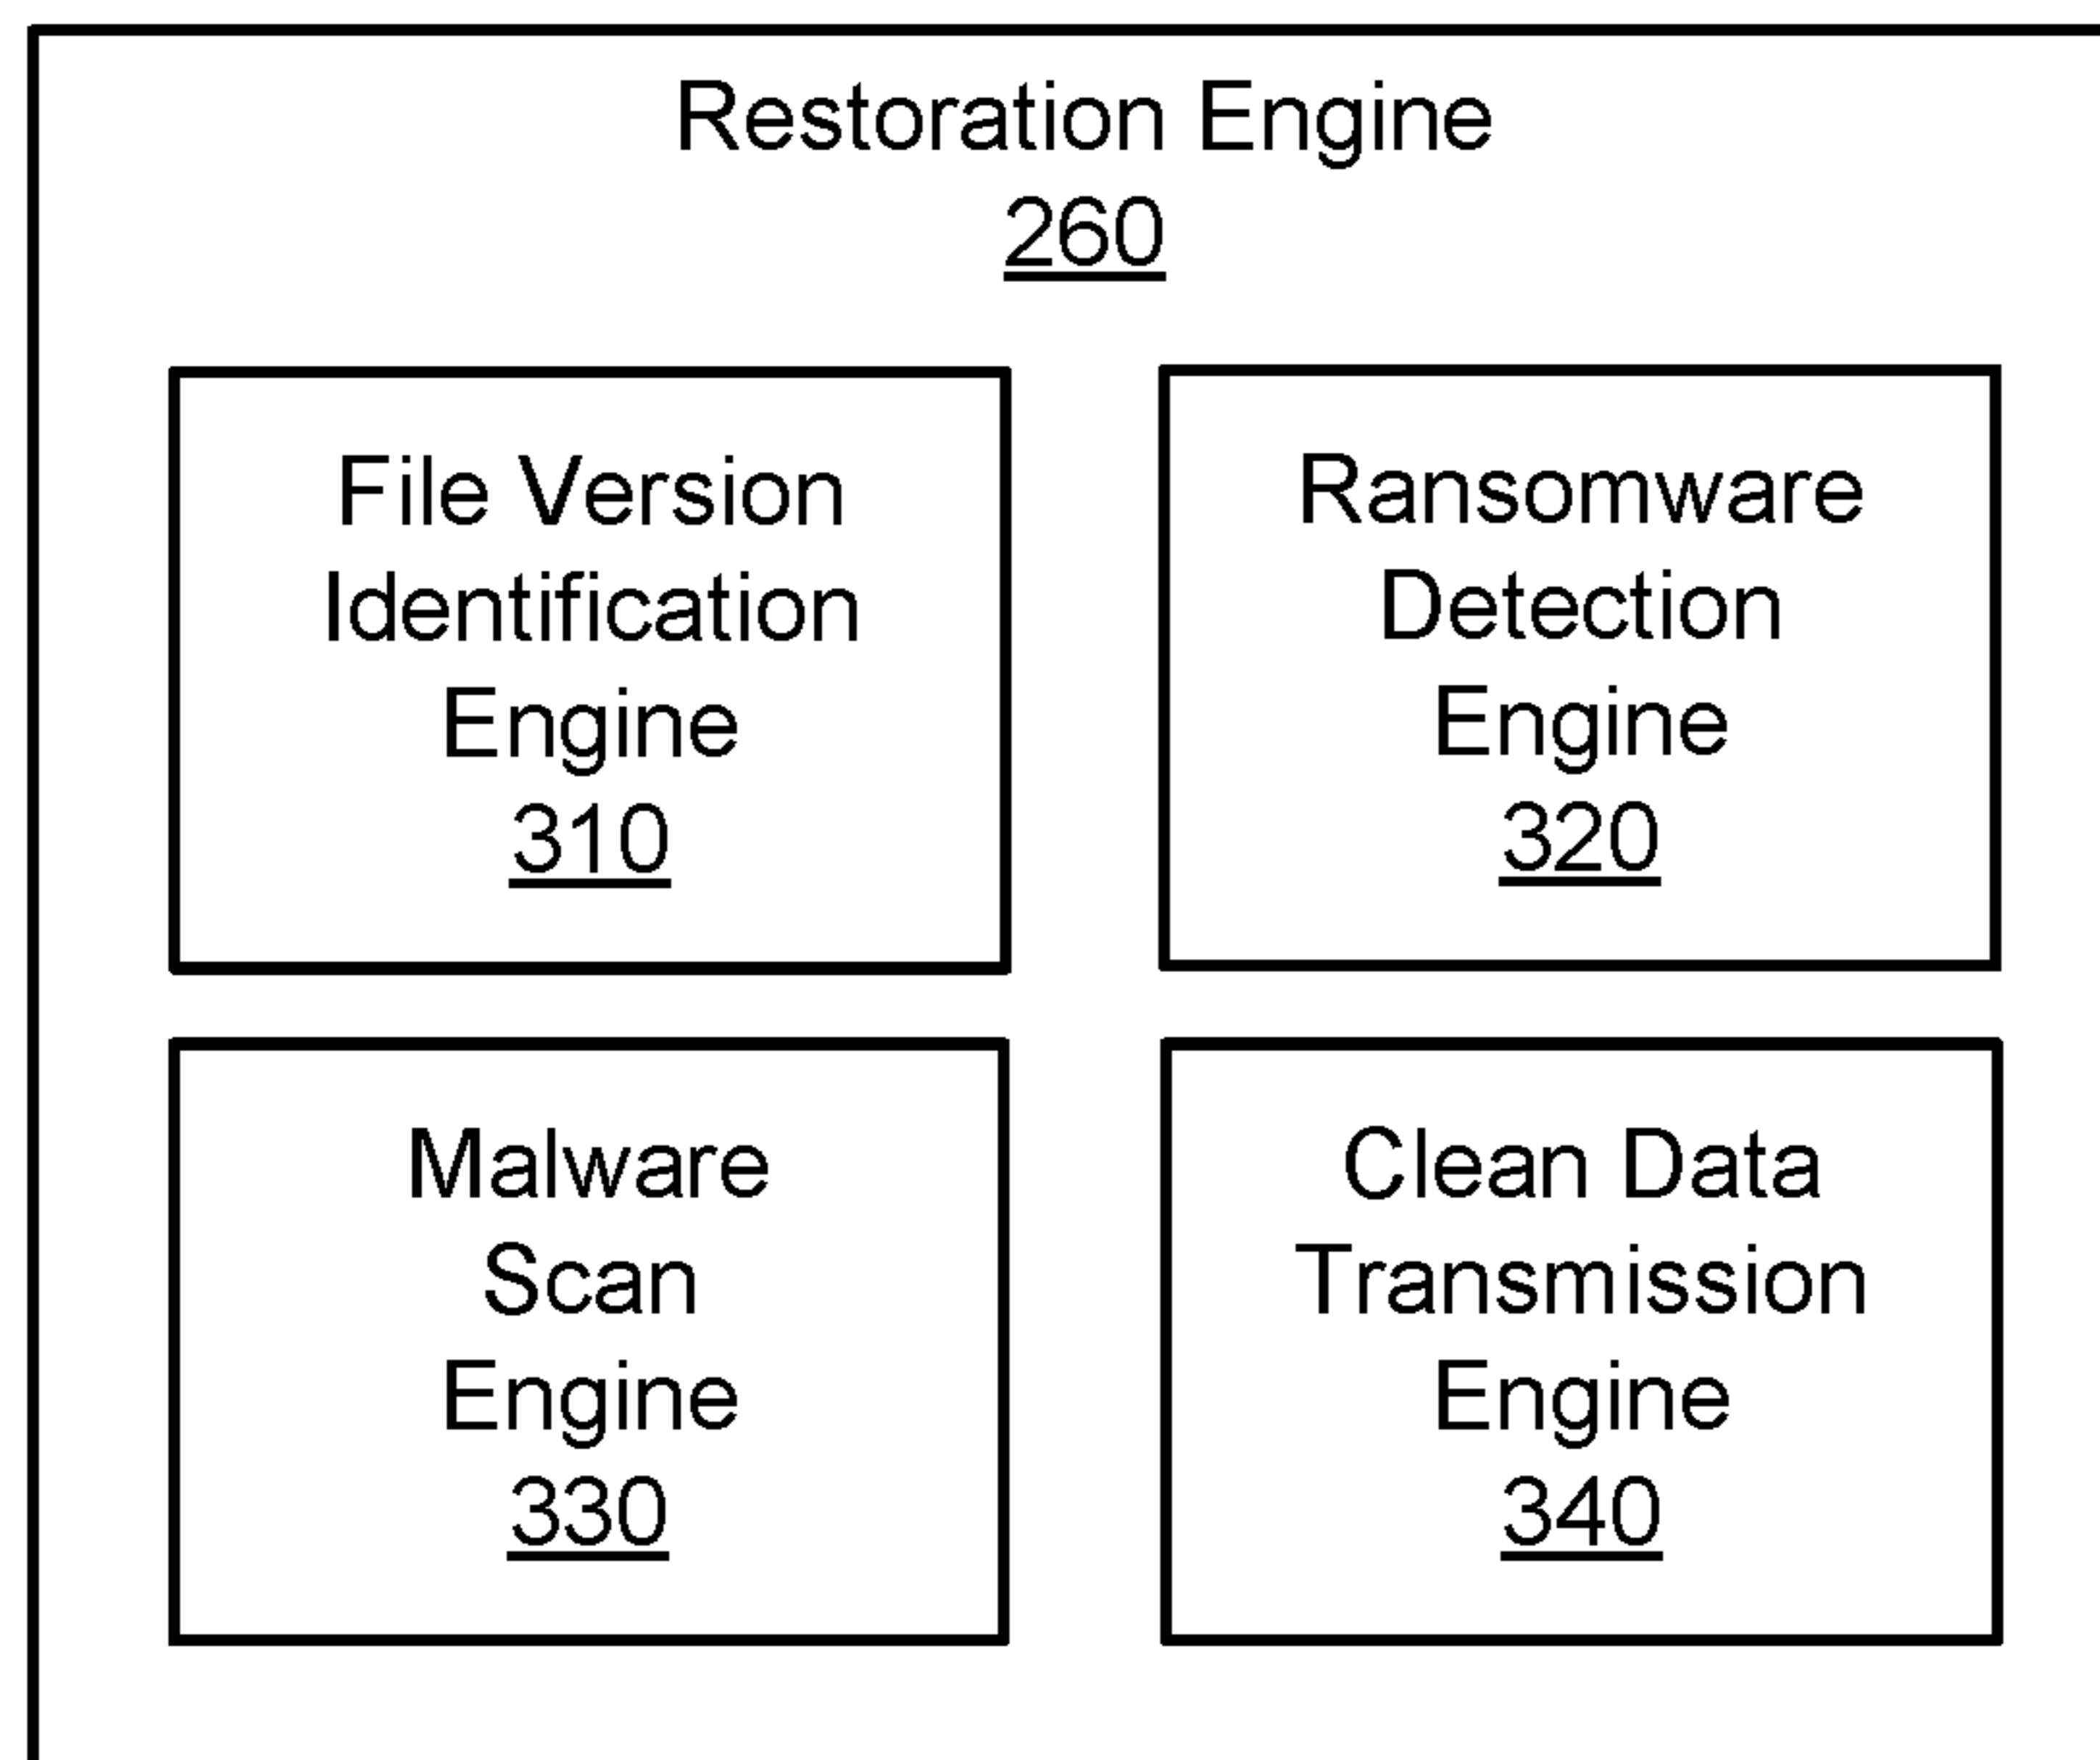 Restoration Engine
260
File Version
Identification
Engine
310
Ransomware
Detection
Engine
320
Malware
Scan
Engine
330
Clean Data
Transmission
Engine
340